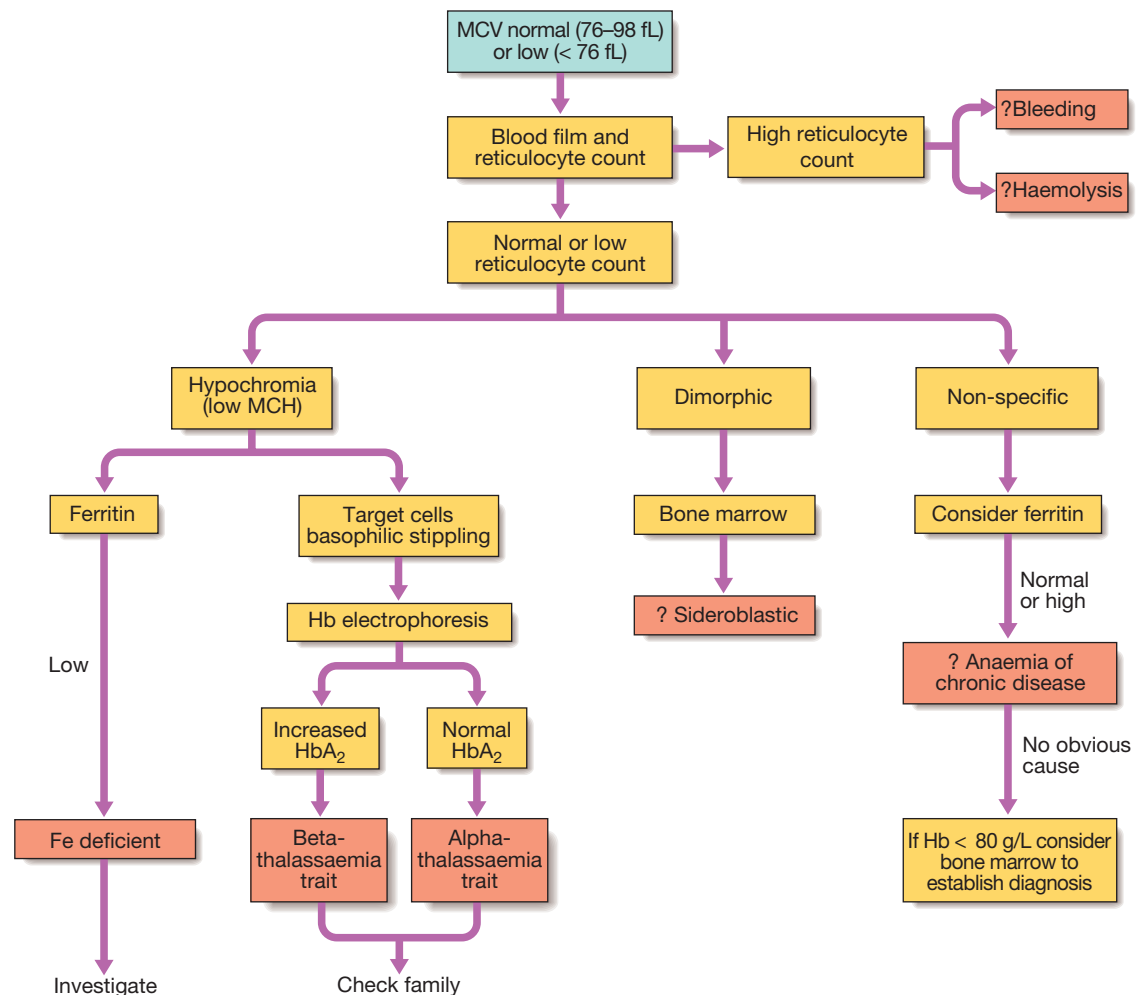 MCV normal (76–98 fL)
or low (< 76 fL)
Blood film and
reticulocyte count
High reticulocyte
count
?Bleeding
?Haemolysis
Normal or low
reticulocyte count
Hypochromia
(low MCH)
Dimorphic
Non-specific
Ferritin
Target cells
basophilic stippling
Bone marrow
Consider ferritin
Normal
or high
Hb electrophoresis
? Sideroblastic
Low
? Anaemia of
chronic disease
Increased
HbA₂
Normal
HbA₂
No obvious
cause
Fe deficient
Beta-
thalassaemia
trait
Alpha-
thalassaemia
trait
If Hb < 80 g/L consider
bone marrow to
establish diagnosis
Investigate
Check family